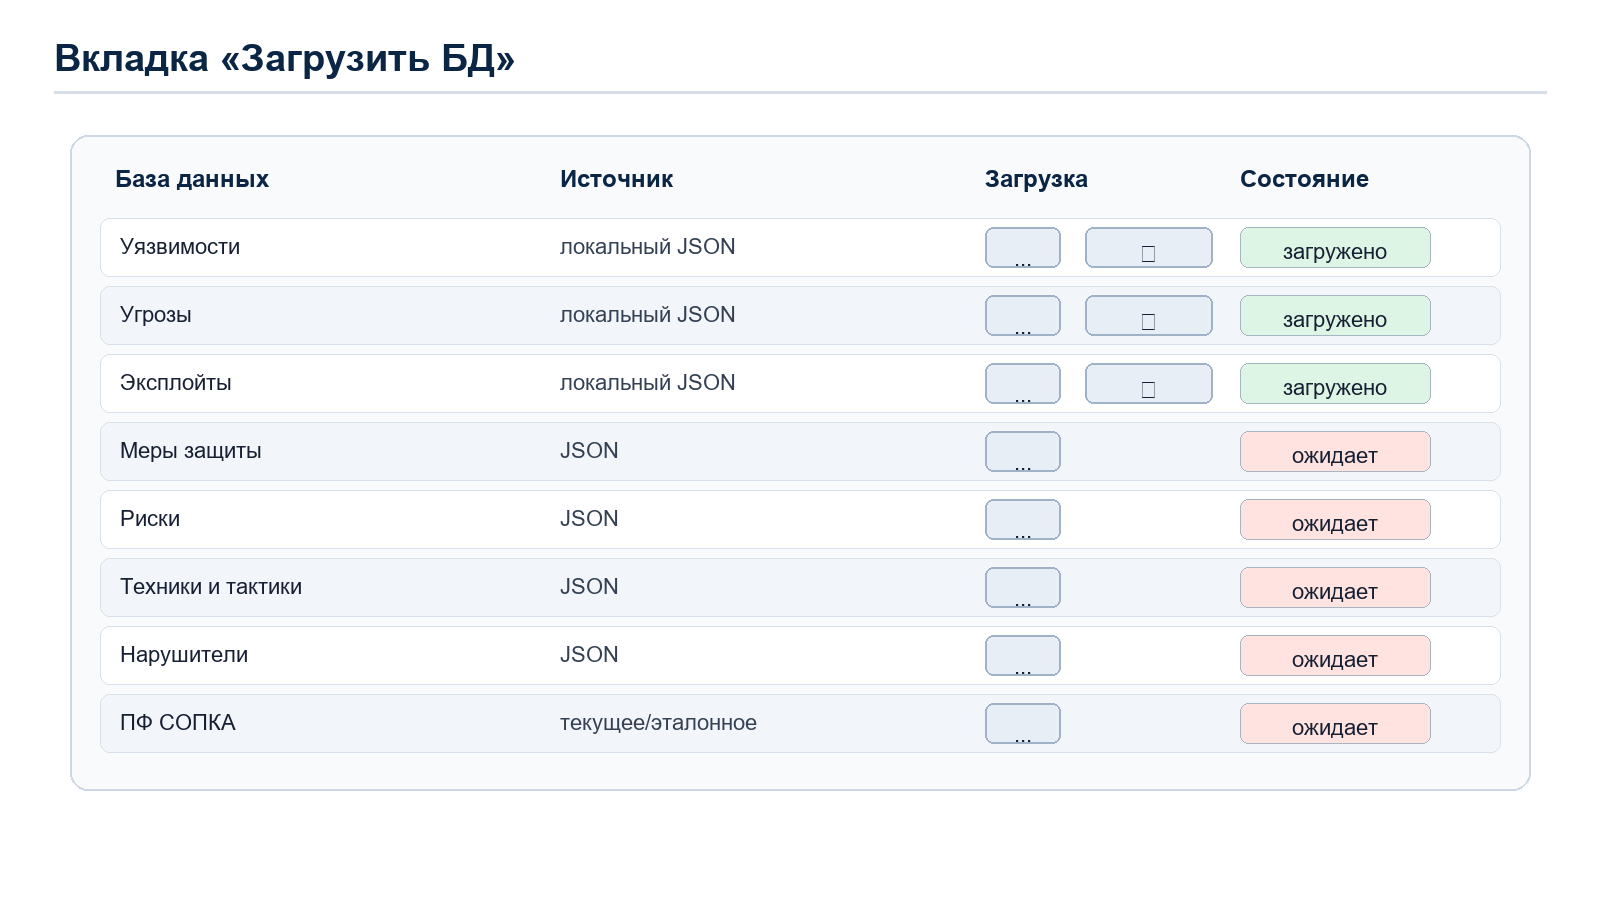 Вкладка «Загрузить БД»
База данных Источник Загрузка Состояние
Уязвимости локальный JSON ... загружено
Угрозы локальный JSON ... загружено
Эксплойты локальный JSON ... загружено
Меры защиты JSON ... ожидает
Риски JSON ... ожидает
Техники и тактики JSON ... ожидает
Нарушители JSON ... ожидает
ПФ СОПКА текущее/эталонное ... ожидает